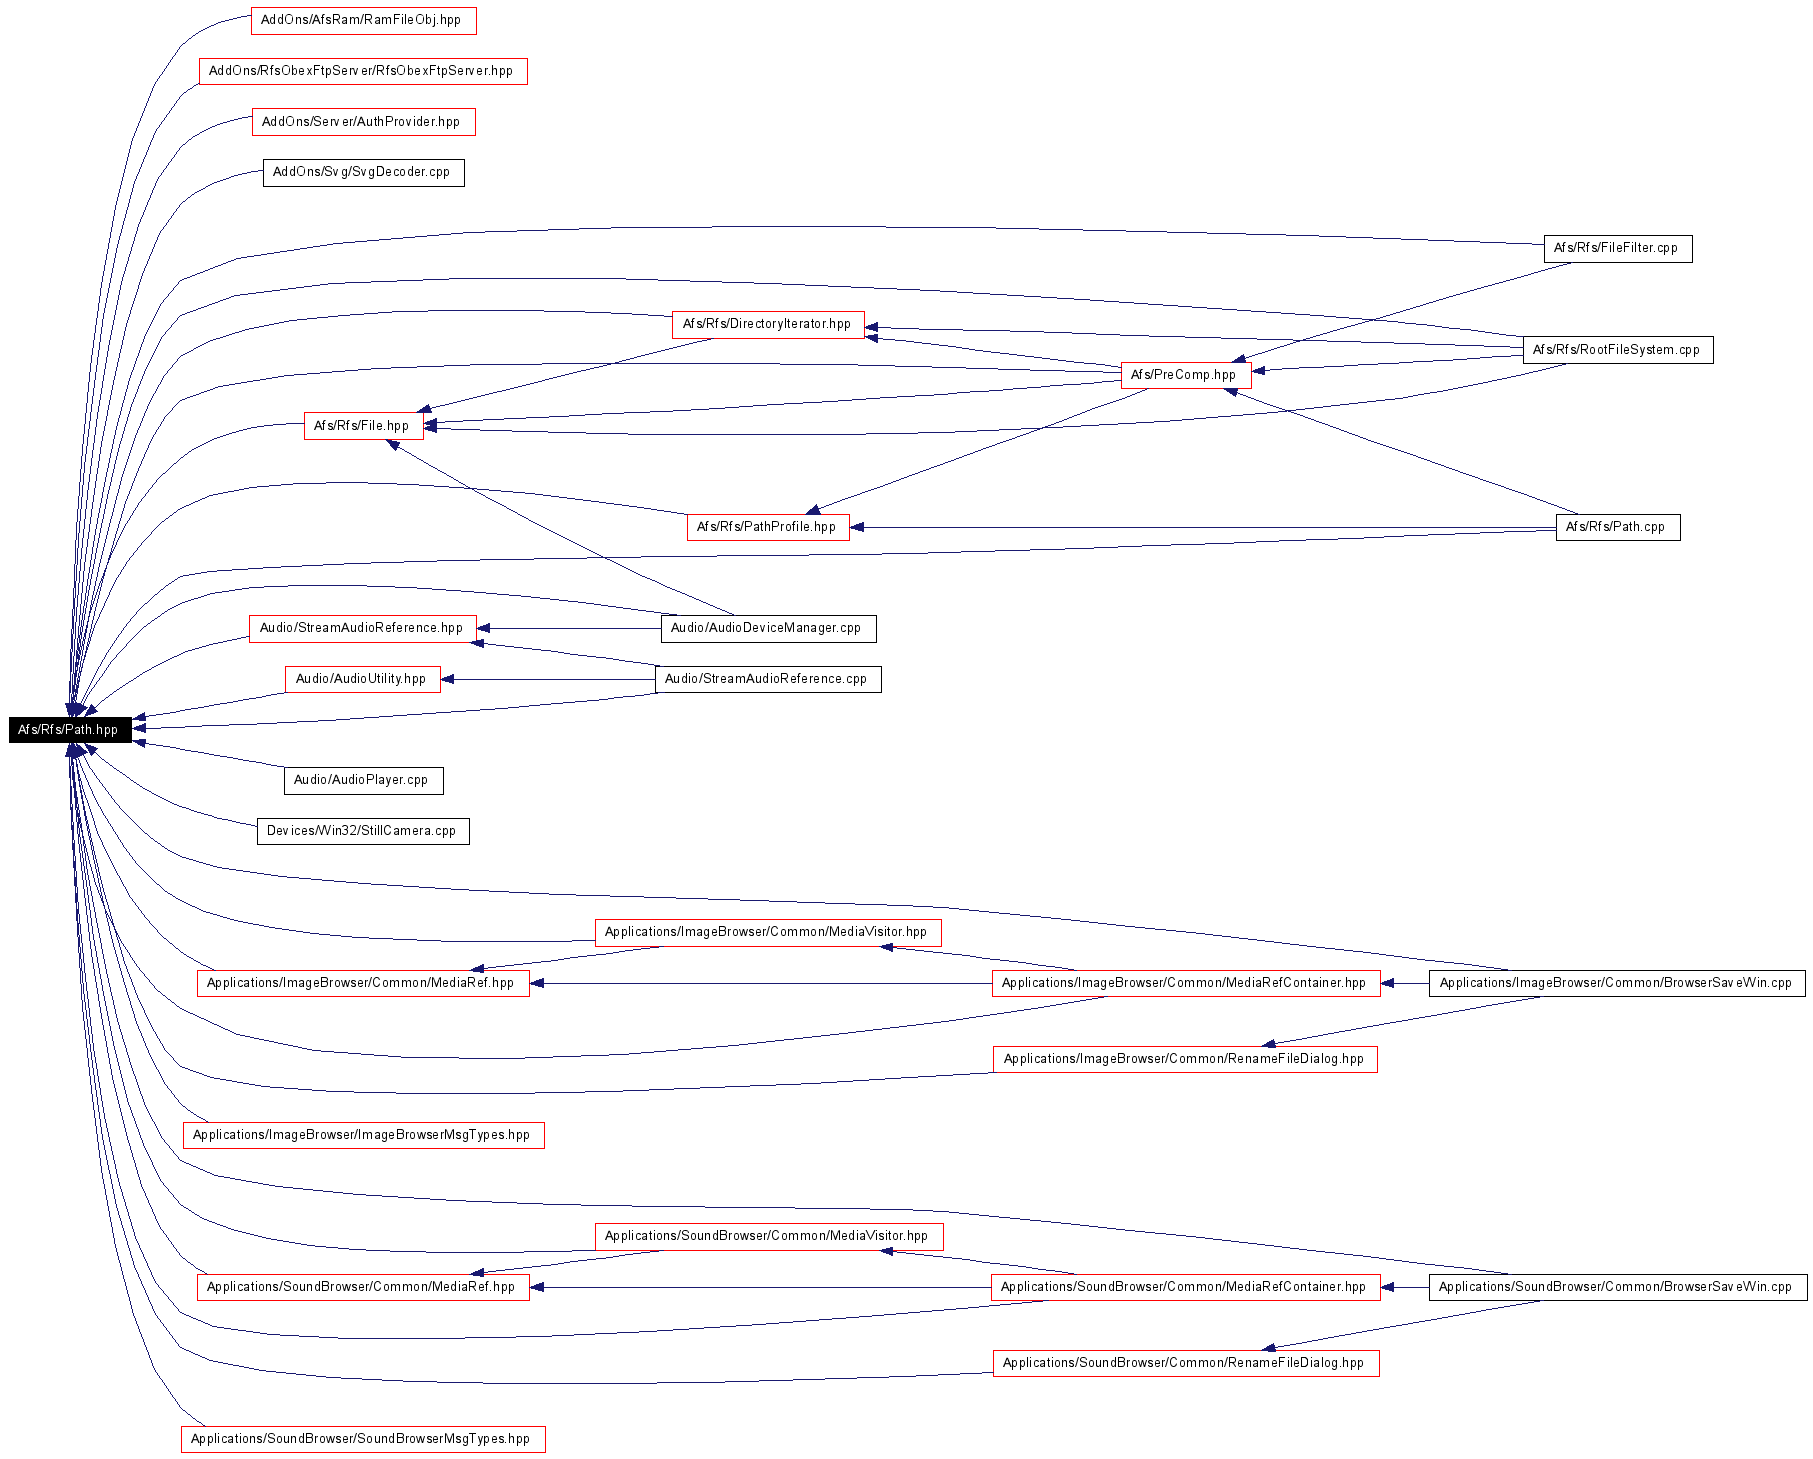 AddOns/AfsRam/RamFileObj.hpp
AddOns/RfsObexFtpServer/RfsObexFtpServer.hpp
AddOns/Server/AuthProvider.hpp
AddOns/Svg/SvgDecoder.cpp
Afs/Rfs/FileFilter.cpp
Afs/Rfs/DirectoryIterator.hpp
Afs/Rfs/RootFileSystem.cpp
Afs/PreComp.hpp
Afs/Rfs/File.hpp
Afs/Rfs/PathProfile.hpp
Afs/Rfs/Path.cpp
Audio/StreamAudioReference.hpp
Audio/AudioDeviceManager.cpp
Audio/AudioUtility.hpp
Audio/StreamAudioReference.cpp
Afs/Rfs/Path.hpp
Audio/AudioPlayer.cpp
Devices/Win32/StillCamera.cpp
Applications/ImageBrowser/Common/MediaVisitor.hpp
Applications/ImageBrowser/Common/MediaRef.hpp
Applications/ImageBrowser/Common/MediaRefContainer.hpp
Applications/ImageBrowser/Common/BrowserSaveWin.cpp
Applications/ImageBrowser/Common/RenameFileDialog.hpp
Applications/ImageBrowser/ImageBrowserMsgTypes.hpp
Applications/SoundBrowser/Common/MediaVisitor.hpp
Applications/SoundBrowser/Common/MediaRef.hpp
Applications/SoundBrowser/Common/MediaRefContainer.hpp
Applications/SoundBrowser/Common/BrowserSaveWin.cpp
Applications/SoundBrowser/Common/RenameFileDialog.hpp
Applications/SoundBrowser/SoundBrowserMsgTypes.hpp